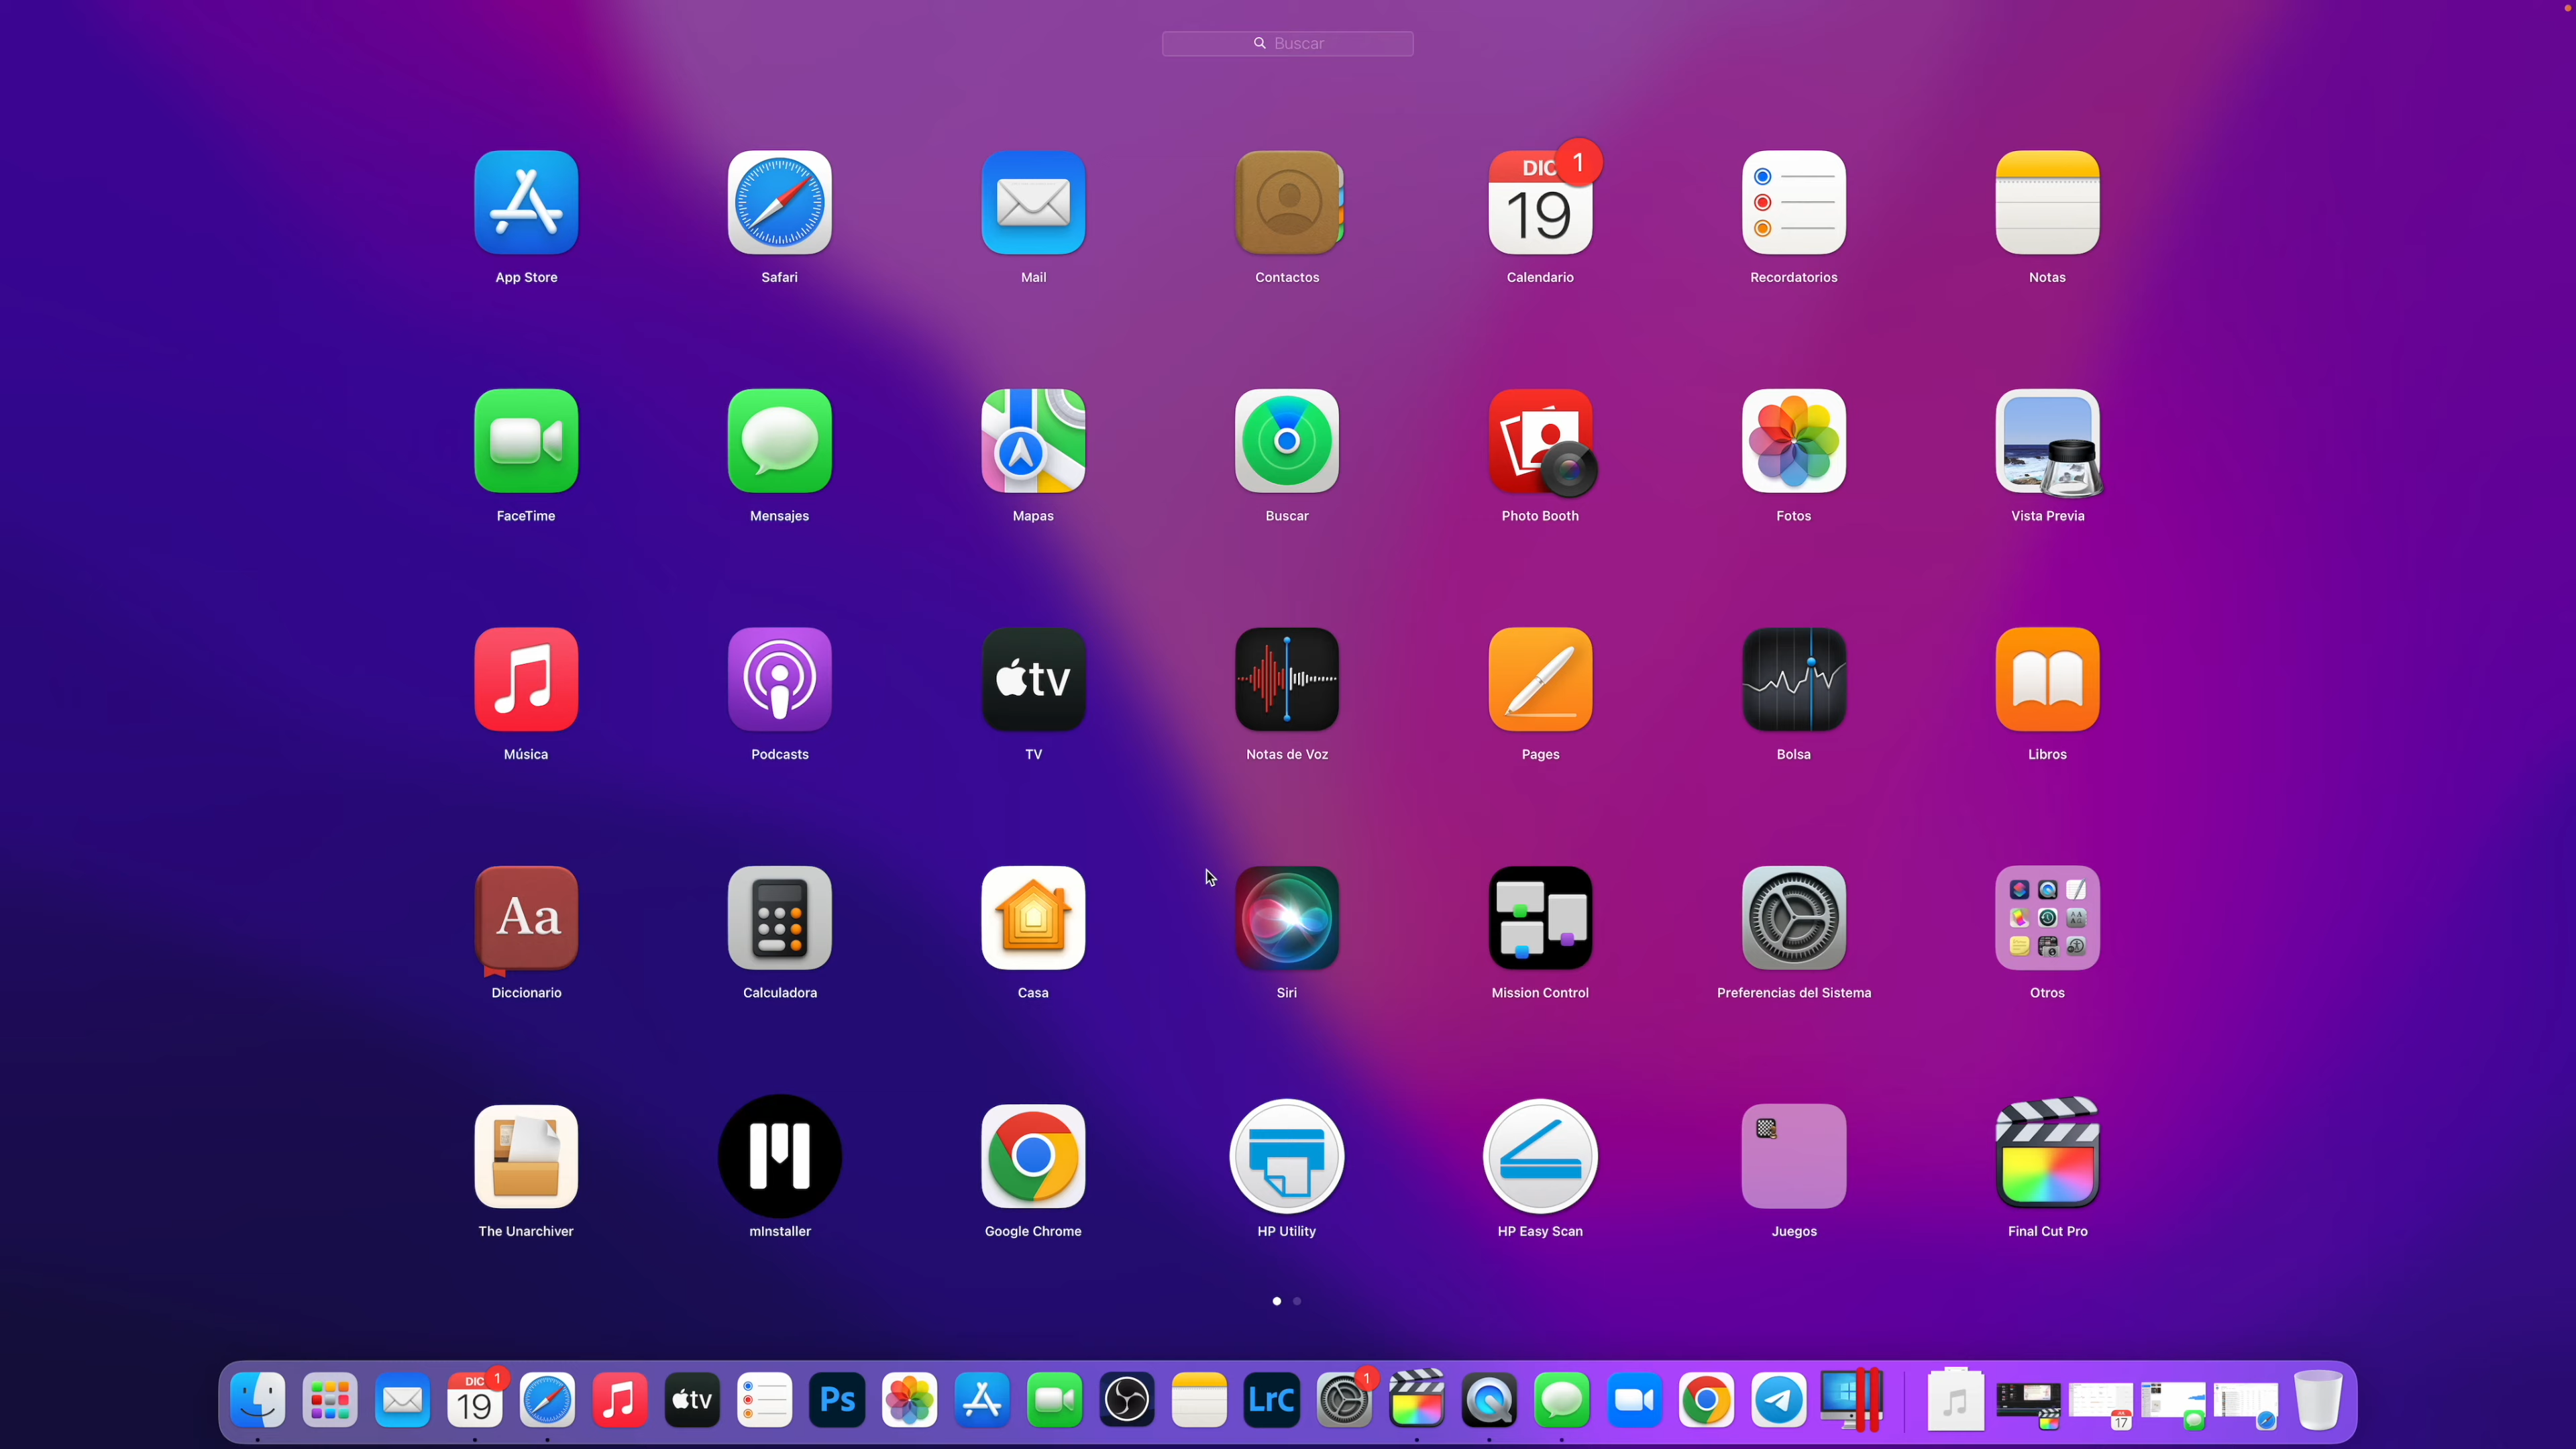 Buscar
DIC 1
19
App Store Safari Mail Contactos Calendario Recordatorios Notas
FaceTime Mensajes Mapas Buscar Photo Booth Fotos Vista Previa
tv
Música Podcasts TV Notas de Voz Pages Bolsa Libros
Aa
Diccionario Calculadora Casa Siri Mission Control Preferencias del Sistema Otros
The Unarchiver mInstaller Google Chrome HP Utility HP Easy Scan Juegos Final Cut Pro
DIC 1 1
19 tv Ps LrC 17